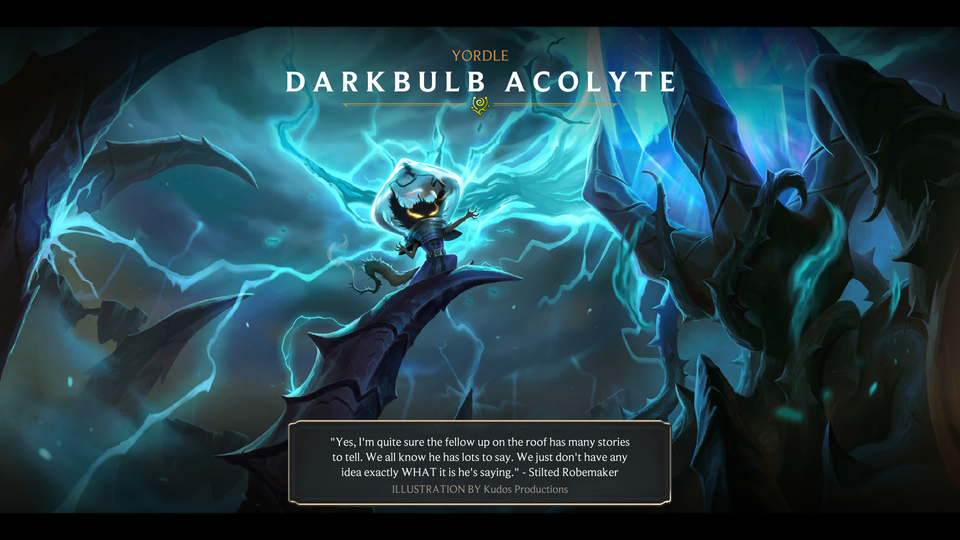 YORDLE
DARKBULB ACOLYTE
"Yes, I'm quite sure the fellow up on the roof has many stories
to tell. We all know he has lots to say. We just don't have any
idea exactly WHAT it is he's saying." - Stilted Robemaker
ILLUSTRATION BY Kudos Productions